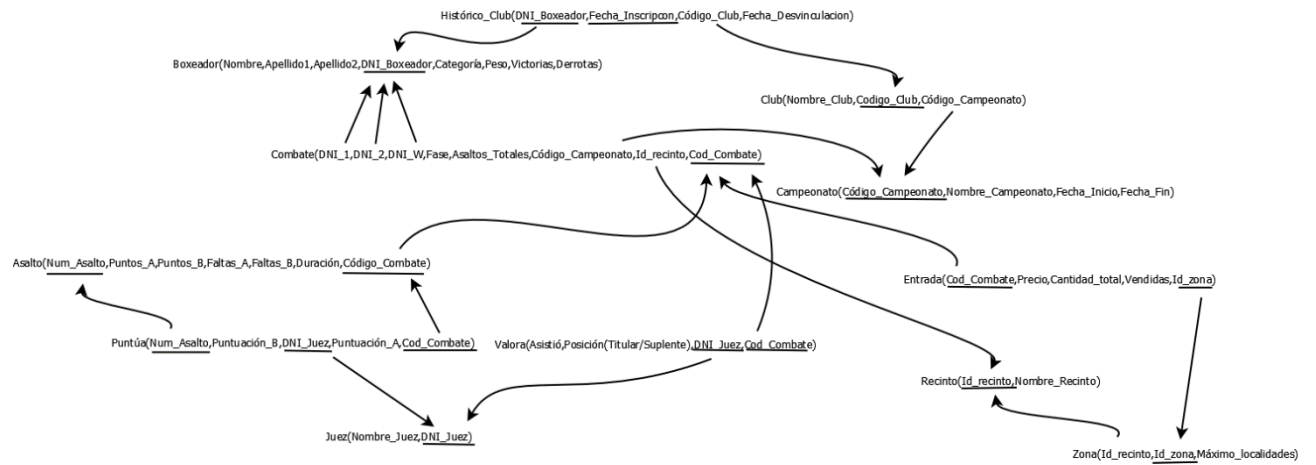 Histórico_Club(DNI_Boxeador,Fecha_Inscripcon,Código_Club,Fecha_Desvinculacion)
Boxeador(Nombre,Apellido1,Apellido2,DNI_Boxeador,Categoría,Peso,Victorias,Derrotas)
Club(Nombre_Club,Codigo_Club,Código_Campeonato)
Combate(DNI_1,DNI_2,DNI_W,Fase,Asaltos_Totales,Código_Campeonato,Id_recinto,Cod_Combate)
Campeonato(Código_Campeonato,Nombre_Campeonato,Fecha_Inicio,Fecha_Fin)
Asalto(Num_Asalto,Puntos_A,Puntos_B,Faltas_A,Faltas_B,Duración,Código_Combate)
Entrada(Cod_Combate,Precio,Cantidad_total,Vendidas,Id_zona)
Puntúa(Num_Asalto,Puntuación_B,DNI_Juez,Puntuación_A,Cod_Combate)
Valora(Asistió,Posición(Titular/Suplente),DNI_Juez,Cod_Combate)
Recinto(Id_recinto,Nombre_Recinto)
Juez(Nombre_Juez,DNI_Juez)
Zona(Id_recinto,Id_zona,Máximo_localidades)